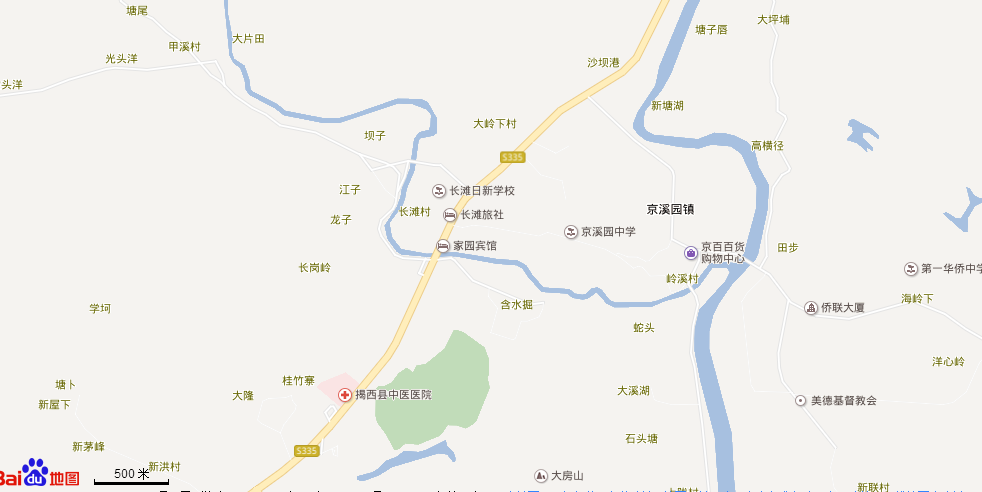 塘尾
大坪埔
塘子唇
大片田
甲溪村
光头洋
沙坝港
头洋
新塘湖
大岭下村
坝子
高横径
S335
江子
长滩日新学校
京溪园镇
长滩村
长滩旅社
龙子
京溪园中学
家园宾馆
京百百货
购物中心
田步
长岗岭
第一华侨中学
岭溪村
海岭下
学坷
含水掘
侨联大厦
蛇头
洋心岭
桂竹寨
塘卜
大隆
揭西县中医医院
大溪湖
新屋下
美德基督教会
石头塘
新茅峰
S335
新洪村
Bai du 地图
500 米
大房山
新联村